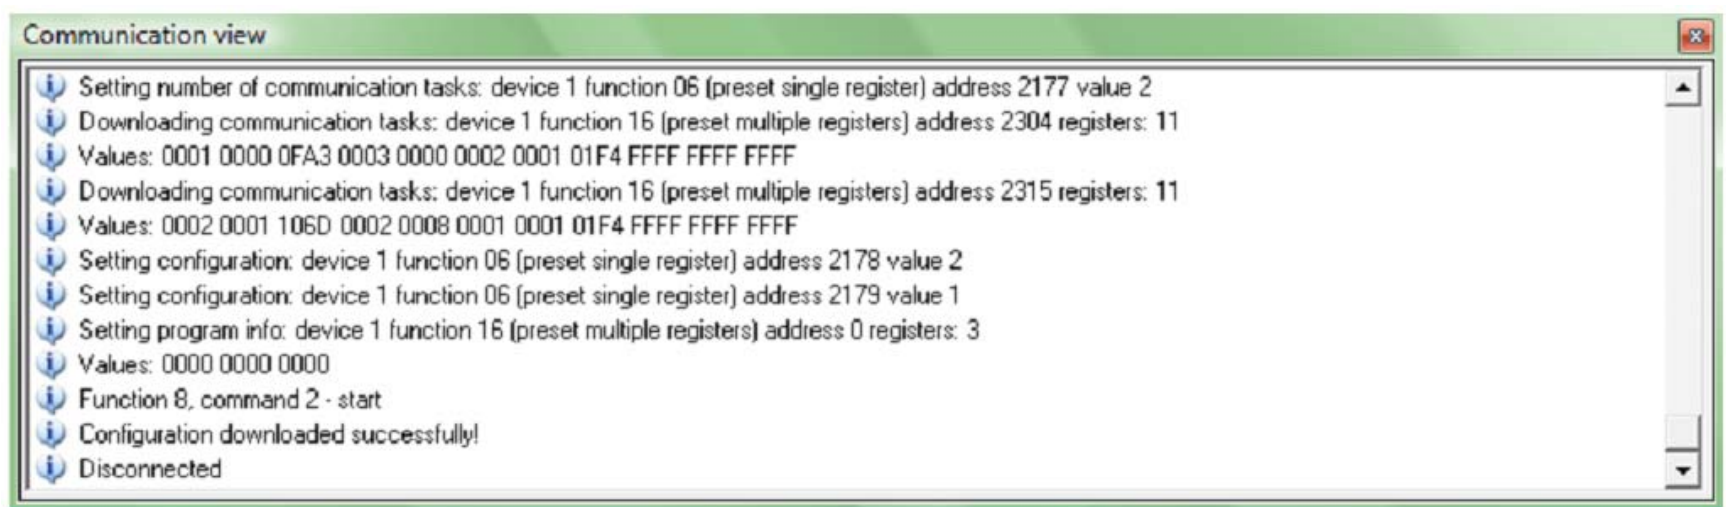 Communication view
Setting number of communication tasks: device 1 function 06 (preset single register) address 2177 value 2
Downloading communication tasks: device 1 function 16 (preset multiple registers) address 2304 registers: 11
Values: 0001 0000 0FA3 0003 0000 0002 0001 01F4 FFFF FFFF FFFF
Downloading communication tasks: device 1 function 16 (preset multiple registers) address 2315 registers: 11
Values: 0002 0001 106D 0002 0008 0001 0001 01F4 FFFF FFFF FFFF
Setting configuration: device 1 function 06 (preset single register) address 2178 value 2
Setting configuration: device 1 function 06 (preset single register) address 2179 value 1
Setting program info: device 1 function 16 (preset multiple registers) address 0 registers: 3
Values: 0000 0000 0000
Function 8, command 2 - start
Configuration downloaded successfully!
Disconnected